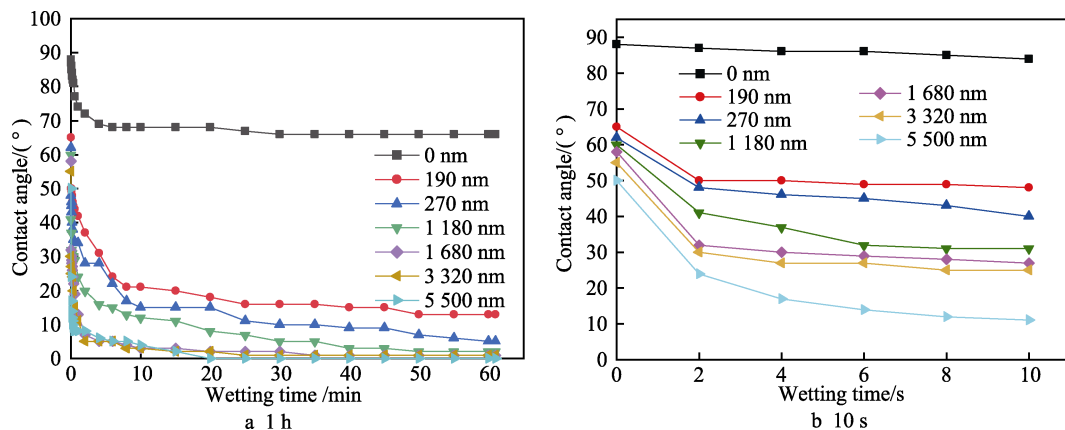 100
90
80
70
60
50
40
30
20
10
0
Contact angle/(°)
0 nm
190 nm
270 nm
1 180 nm
1 680 nm
3 320 nm
5 500 nm
0 10 20 30 40 50 60
Wetting time /min
a 1 h
90
80
70
60
50
40
30
20
10
0
Contact angle/(°)
0 nm
190 nm
270 nm
1 180 nm
1 680 nm
3 320 nm
5 500 nm
0 2 4 6 8 10
Wetting time/s
b 10 s